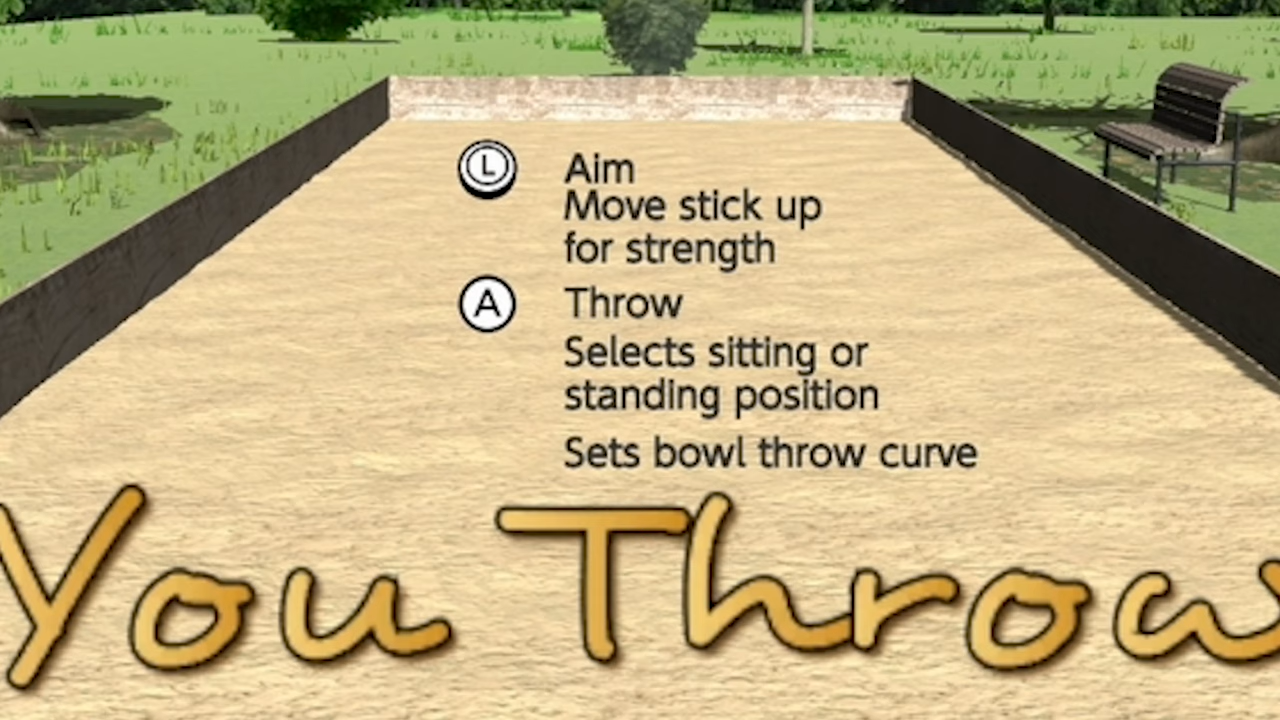 L Aim
Move stick up
for strength
A Throw
Selects sitting or
standing position
Sets bowl throw curve
You Throw